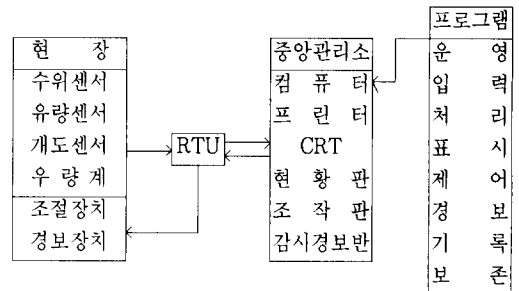 현 장
수위센서
유량센서
개도센서
우 량 계
조절장치
경보장치
RTU
중앙관리소
컴 퓨 터
프 린 터
CRT
현 황 판
조 작 판
감시경보반
프로그램
운 영
입 력
처 리
표 시
제 어
경 보
기 록
보 존